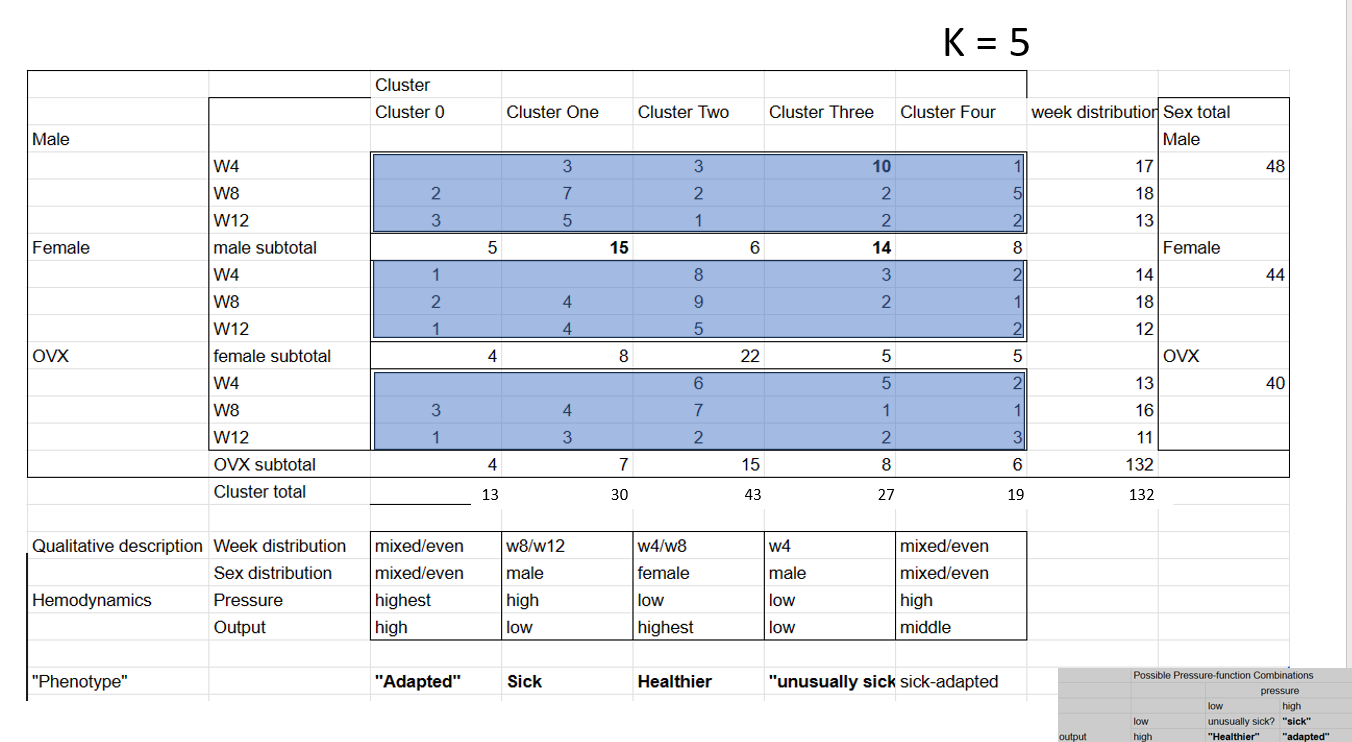 K = 5
Cluster
Cluster 0 Cluster One Cluster Two Cluster Three Cluster Four week distribution Sex total
Male Male
W4 3 3 10 1 17 48
W8 2 7 2 2 5 18
W12 3 5 1 2 2 13
Female male subtotal 5 15 6 14 8 Female
W4 1 8 3 2 14 44
W8 2 4 9 2 1 18
W12 1 4 5 2 12
OVX female subtotal 4 8 22 5 5 OVX
W4 6 5 2 13 40
W8 3 4 7 1 1 16
W12 1 3 2 2 3 11
OVX subtotal 4 7 15 8 6 132
Cluster total 13 30 43 27 19 132
Qualitative description Week distribution mixed/even w8/w12 w4/w8 w4 mixed/even
Sex distribution mixed/even male female male mixed/even
Hemodynamics Pressure highest high low low high
Output high low highest low middle
"Phenotype" "Adapted" Sick Healthier "unusually sick sick-adapted
Possible Pressure-function Combinations
pressure
low high
low unusually sick? "sick"
output high "Healthier" "adapted"